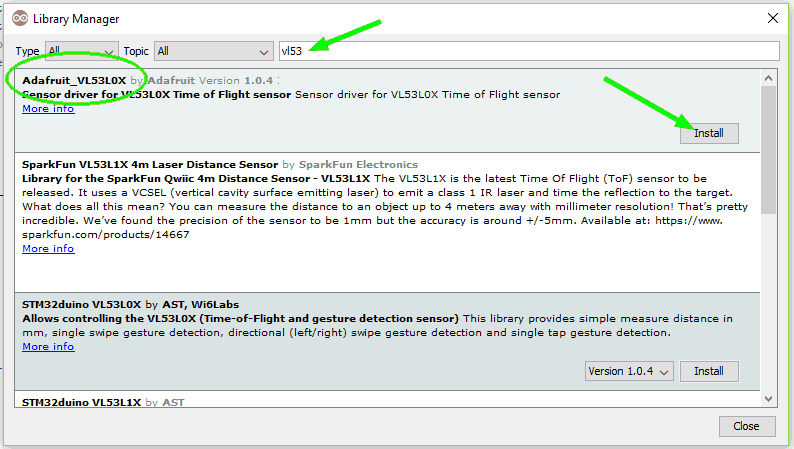 Library Manager
Type All Topic All vl53
Adafruit_VL53L0X by Adafruit Version 1.0.4
Sensor driver for VL53L0X Time of Flight sensor Sensor driver for VL53L0X Time of Flight sensor
More info
Install
SparkFun VL53L1X 4m Laser Distance Sensor by SparkFun Electronics
Library for the SparkFun Qwiic 4m Distance Sensor - VL53L1X The VL53L1X is the latest Time Of Flight (ToF) sensor to be
released. It uses a VCSEL (vertical cavity surface emitting laser) to emit a class 1 IR laser and time the reflection to the target.
What does all this mean? You can measure the distance to an object up to 4 meters away with millimeter resolution! That’s pretty
incredible. We’ve found the precision of the sensor to be 1mm but the accuracy is around +/-5mm. Available at: https://www.
sparkfun.com/products/14667
More info
STM32duino VL53L0X by AST, Wi6Labs
Allows controlling the VL53L0X (Time-of-Flight and gesture detection sensor) This library provides simple measure distance in
mm, single swipe gesture detection, directional (left/right) swipe gesture detection and single tap gesture detection.
More info
Version 1.0.4 Install
STM32duino VL53L1X by AST
Close